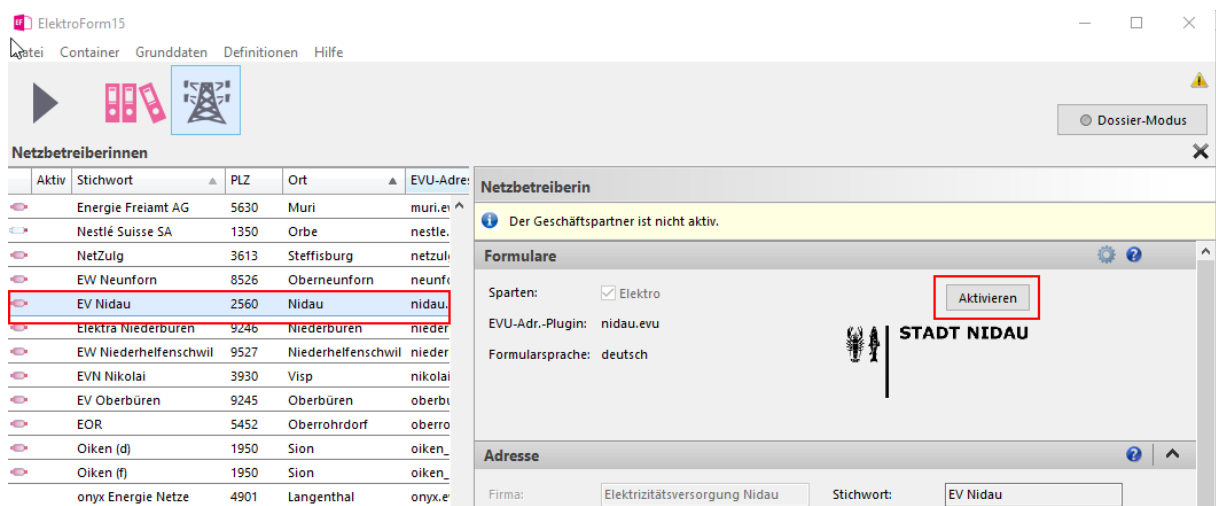 EF ElektroForm15
Datei Container Grunddaten Definitionen Hilfe
Dossier-Modus
Netzbetreiberinnen
Aktiv Stichwort PLZ Ort EVU-Adres
Energie Freiamt AG 5630 Muri muri.ev
Nestlé Suisse SA 1350 Orbe nestle.
NetZulg 3613 Steffisburg netzulg
EW Neunforn 8526 Oberneunforn neunfo
EV Nidau 2560 Nidau nidau.
Elektra Niederbüren 9246 Niederbüren nieder
EW Niederhelfenschwil 9527 Niederhelfenschwil nieder
EVN Nikolai 3930 Visp nikolai
EV Oberbüren 9245 Oberbüren oberbü
EOR 5452 Oberrohrdorf oberro
Oiken (d) 1950 Sion oiken_
Oiken (f) 1950 Sion oiken_
onyx Energie Netze 4901 Langenthal onyx.e
Netzbetreiberin
Der Geschäftspartner ist nicht aktiv.
Formulare
Sparten: Elektro
Aktivieren
EVU-Adr.-Plugin: nidau.evu
Formularsprache: deutsch
STADT NIDAU
Adresse
Firma: Elektrizitätsversorgung Nidau Stichwort: EV Nidau